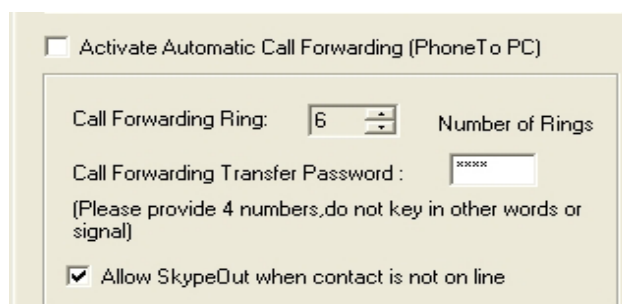 Activate Automatic Call Forwarding (PhoneTo PC)
Call Forwarding Ring: 6 Number of Rings
Call Forwarding Transfer Password : ****
(Please provide 4 numbers,do not key in other words or
signal)
Allow SkypeOut when contact is not on line